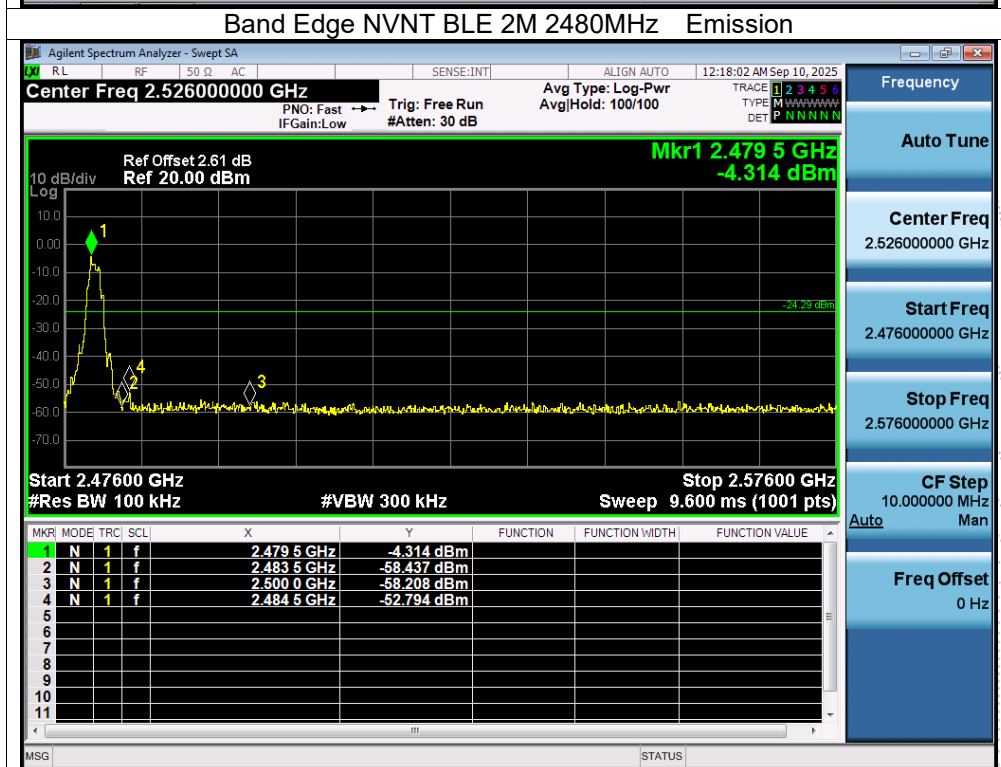 Band Edge NVNT BLE 2M 2480MHz Emission
Agilent Spectrum Analyzer - Swept SA
LXI RL RF 50 Ω AC SENSE:INT ALIGN AUTO 12:18:02 AM Sep 10, 2025
Center Freq 2.526000000 GHz
PNO: Fast
IFGain:Low
Trig: Free Run
#Atten: 30 dB
Avg Type: Log-Pwr
Avg|Hold: 100/100
TRACE 1 2 3 4 5 6
TYPE M WWWWW
DET P N N N N N
Ref Offset 2.61 dB
Ref 20.00 dBm
10 dB/div
Log
Mkr1 2.479 5 GHz
-4.314 dBm
10.0
0.00
-10.0
-20.0
-30.0
-40.0
-50.0
-60.0
-70.0
-24.29 dBm
1
2
4
3
Start 2.47600 GHz Stop 2.57600 GHz
#Res BW 100 kHz #VBW 300 kHz Sweep 9.600 ms (1001 pts)
MKR MODE TRC SCL X Y FUNCTION FUNCTION WIDTH FUNCTION VALUE
1 N 1 f 2.479 5 GHz -4.314 dBm
2 N 1 f 2.483 5 GHz -58.437 dBm
3 N 1 f 2.500 0 GHz -58.208 dBm
4 N 1 f 2.484 5 GHz -52.794 dBm
5
6
7
8
9
10
11
MSG STATUS
Frequency
Auto Tune
Center Freq
2.526000000 GHz
Start Freq
2.476000000 GHz
Stop Freq
2.576000000 GHz
CF Step
10.000000 MHz
Auto Man
Freq Offset
0 Hz